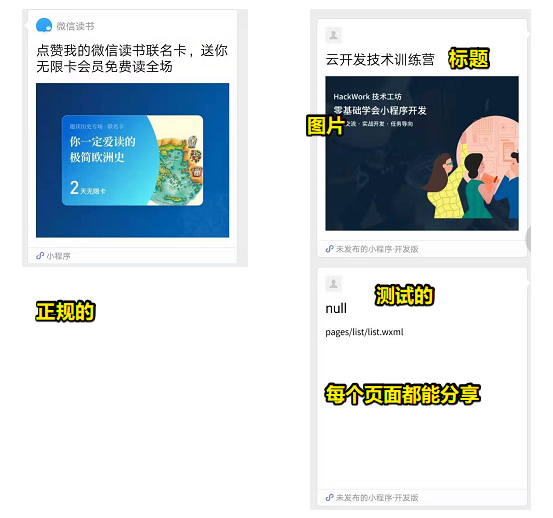 微信读书
点赞我的微信读书联名卡，送你
无限卡会员免费读全场
趣读历史专场·联名卡
你一定爱读的
极简欧洲史
2天无限卡
小程序
正规的
云开发技术训练营
标题
HackWork 技术工坊
零基础学会小程序开发
图片
交流·实战开发·任务导向
未发布的小程序·开发版
测试的
null
pages/list/list.wxml
每个页面都能分享
未发布的小程序·开发版